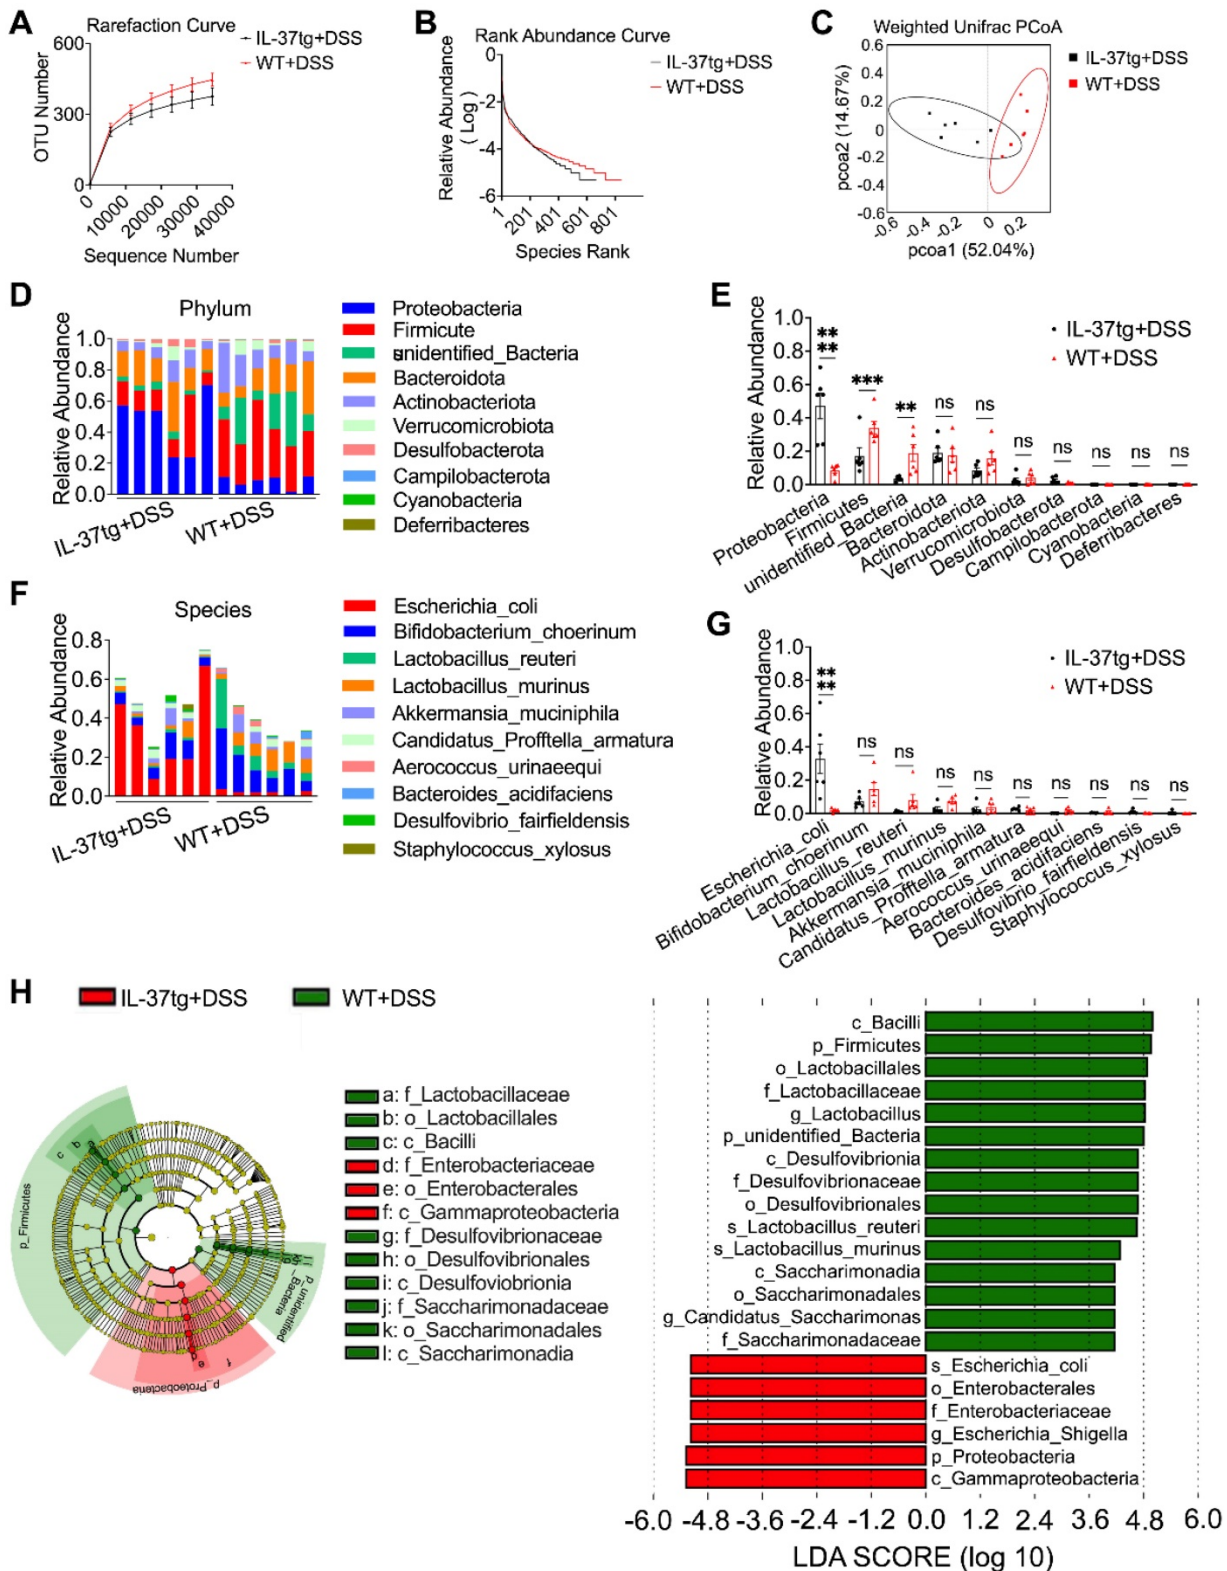 A
Rarefaction Curve
OTU Number
600
300
0
0
10000
20000
30000
40000
Sequence Number
IL-37tg+DSS
WT+DSS
B
Rank Abundance Curve
Relative Abundance
( Log )
0
-2
-4
-6
1
201
401
601
801
Species Rank
IL-37tg+DSS
WT+DSS
C
Weighted Unifrac PCoA
pcoa2 (14.67%)
0.6
0.4
0.2
0
-0.2
-0.4
-0.6
-0.6
-0.4
-0.2
0
0.2
pcoa1 (52.04%)
IL-37tg+DSS
WT+DSS
D
Phylum
Relative Abundance
1.0
0.8
0.6
0.4
0.2
0.0
IL-37tg+DSS
WT+DSS
Proteobacteria
Firmicute
s
unidentified_Bacteria
Bacteroidota
Actinobacteriota
Verrucomicrobiota
Desulfobacterota
Campilobacterota
Cyanobacteria
Deferribacteres
E
Relative Abundance
1.0
0.8
0.6
0.4
0.2
0.0
**
**
***
**
ns
ns
ns
ns
ns
ns
ns
IL-37tg+DSS
WT+DSS
Proteobacteria
Firmicutes
unidentified_Bacteria
Bacteroidota
Actinobacteriota
Verrucomicrobiota
Desulfobacterota
Campilobacterota
Cyanobacteria
Deferribacteres
F
Species
Relative Abundance
0.8
0.6
0.4
0.2
0.0
IL-37tg+DSS
WT+DSS
Escherichia_coli
Bifidobacterium_choerinum
Lactobacillus_reuteri
Lactobacillus_murinus
Akkermansia_muciniphila
Candidatus_Profftella_armatura
Aerococcus_urinaeequi
Bacteroides_acidifaciens
Desulfovibrio_fairfieldensis
Staphylococcus_xylosus
G
Relative Abundance
1.0
0.8
0.6
0.4
0.2
0.0
**
**
ns
ns
ns
ns
ns
ns
ns
ns
ns
IL-37tg+DSS
WT+DSS
Escherichia_coli
Bifidobacterium_choerinum
Lactobacillus_reuteri
Lactobacillus_murinus
Akkermansia_muciniphila
Candidatus_Profftella_armatura
Aerococcus_urinaeequi
Bacteroides_acidifaciens
Desulfovibrio_fairfieldensis
Staphylococcus_xylosus
H
IL-37tg+DSS
WT+DSS
p_Firmicutes
c
b
p_unidentified
_Bacteria
p_Proteobacteria
e
f
a: f_Lactobacillaceae
b: o_Lactobacillales
c: c_Bacilli
d: f_Enterobacteriaceae
e: o_Enterobacterales
f: c_Gammaproteobacteria
g: f_Desulfovibrionaceae
h: o_Desulfovibrionales
i: c_Desulfoviobrionia
j: f_Saccharimonadaceae
k: o_Saccharimonadales
l: c_Saccharimonadia
c_Bacilli
p_Firmicutes
o_Lactobacillales
f_Lactobacillaceae
g_Lactobacillus
p_unidentified_Bacteria
c_Desulfovibrionia
f_Desulfovibrionaceae
o_Desulfovibrionales
s_Lactobacillus_reuteri
s_Lactobacillus_murinus
c_Saccharimonadia
o_Saccharimonadales
g_Candidatus_Saccharimonas
f_Saccharimonadaceae
s_Escherichia_coli
o_Enterobacterales
f_Enterobacteriaceae
g_Escherichia_Shigella
p_Proteobacteria
c_Gammaproteobacteria
-6.0
-4.8
-3.6
-2.4
-1.2
0.0
1.2
2.4
3.6
4.8
6.0
LDA SCORE (log 10)